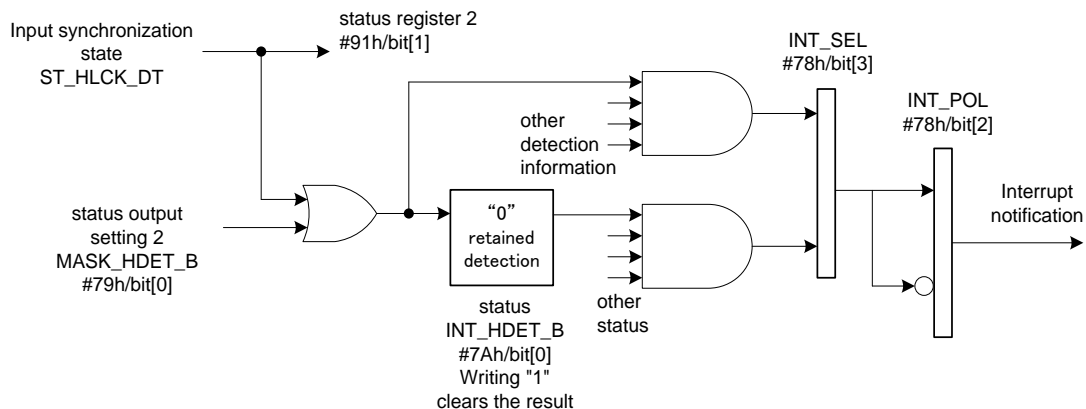 Input synchronization
state
ST_HLCK_DT
status register 2
#91h/bit[1]
INT_SEL
#78h/bit[3]
INT_POL
#78h/bit[2]
other
detection
information
status output
setting 2
MASK_HDET_B
#79h/bit[0]
“0”
retained
detection
Interrupt
notification
status
INT_HDET_B
#7Ah/bit[0]
Writing "1"
clears the result
other
status